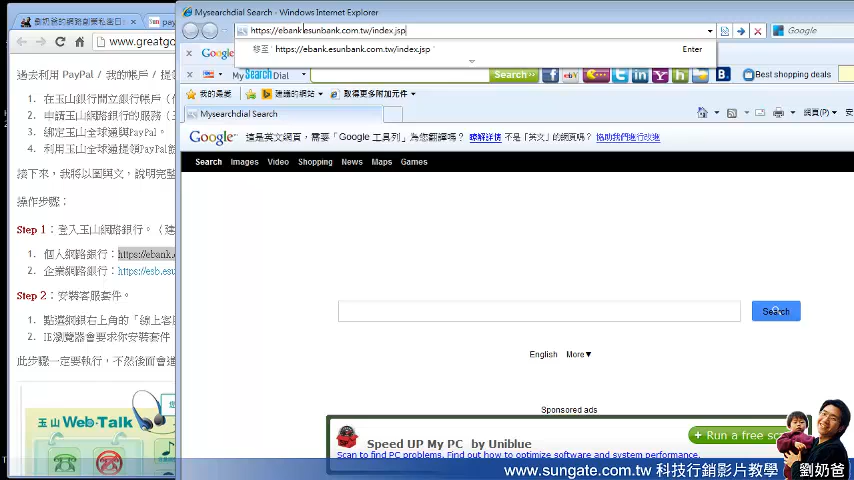 劉奶爸的網路創業私密日
pay
www.greatgo
過去利用 PayPal / 我的帳戶 / 提領
1. 在玉山銀行開立銀行帳戶
2. 申請玉山網路銀行的服務
3. 綁定玉山全球通與PayPal。
4. 利用玉山全球通提領PayPal餘
接下來，我將以圖與文，說明完整
操作步驟：
Step 1：登入玉山網路銀行。
1. 個人網路銀行：https://ebank.
2. 企業網路銀行：https://esb.esu
Step 2：安裝客服套件。
1. 點選網銀右上角的「線上客服
2. IE瀏覽器會要求你安裝套件
此步驟一定要執行，不然後面會
玉山 Web-Talk
Mysearchdial Search - Windows Internet Explorer
https://ebank.esunbank.com.tw/index.jsp
Google
移至 ' https://ebank.esunbank.com.tw/index.jsp '
Enter
Google
My Search Dial
Search
Best shopping deals
我的最愛
建議的網站
取得更多附加元件
Mysearchdial Search
網頁(P)
Google
這是英文網頁，需要「Google 工具列」為您翻譯嗎？ 瞭解詳情 不是「英文」的網頁嗎？ 協助我們進行改進
Search Images Video Shopping News Maps Games
Search
English More▼
Sponsored ads
Speed UP My PC by Uniblue
+ Run a free sc
Scan to find PC problems. Find out how to optimize software and system performance.
www.sungate.com.tw 科技行銷影片教學
劉奶爸